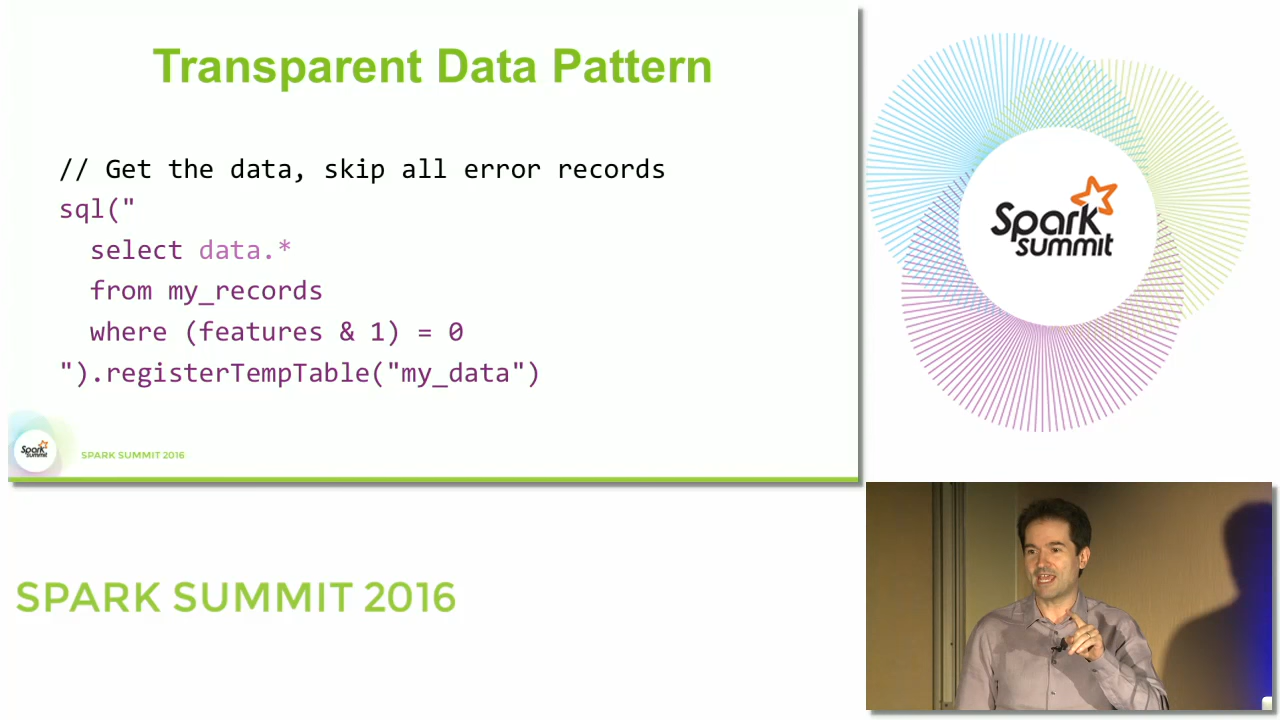 Transparent Data Pattern
// Get the data, skip all error records
sql("
select data.*
from my_records
where (features & 1) = 0
").registerTempTable("my_data")
Spark
summit
SPARK SUMMIT 2016
Spark
summit
SPARK SUMMIT 2016